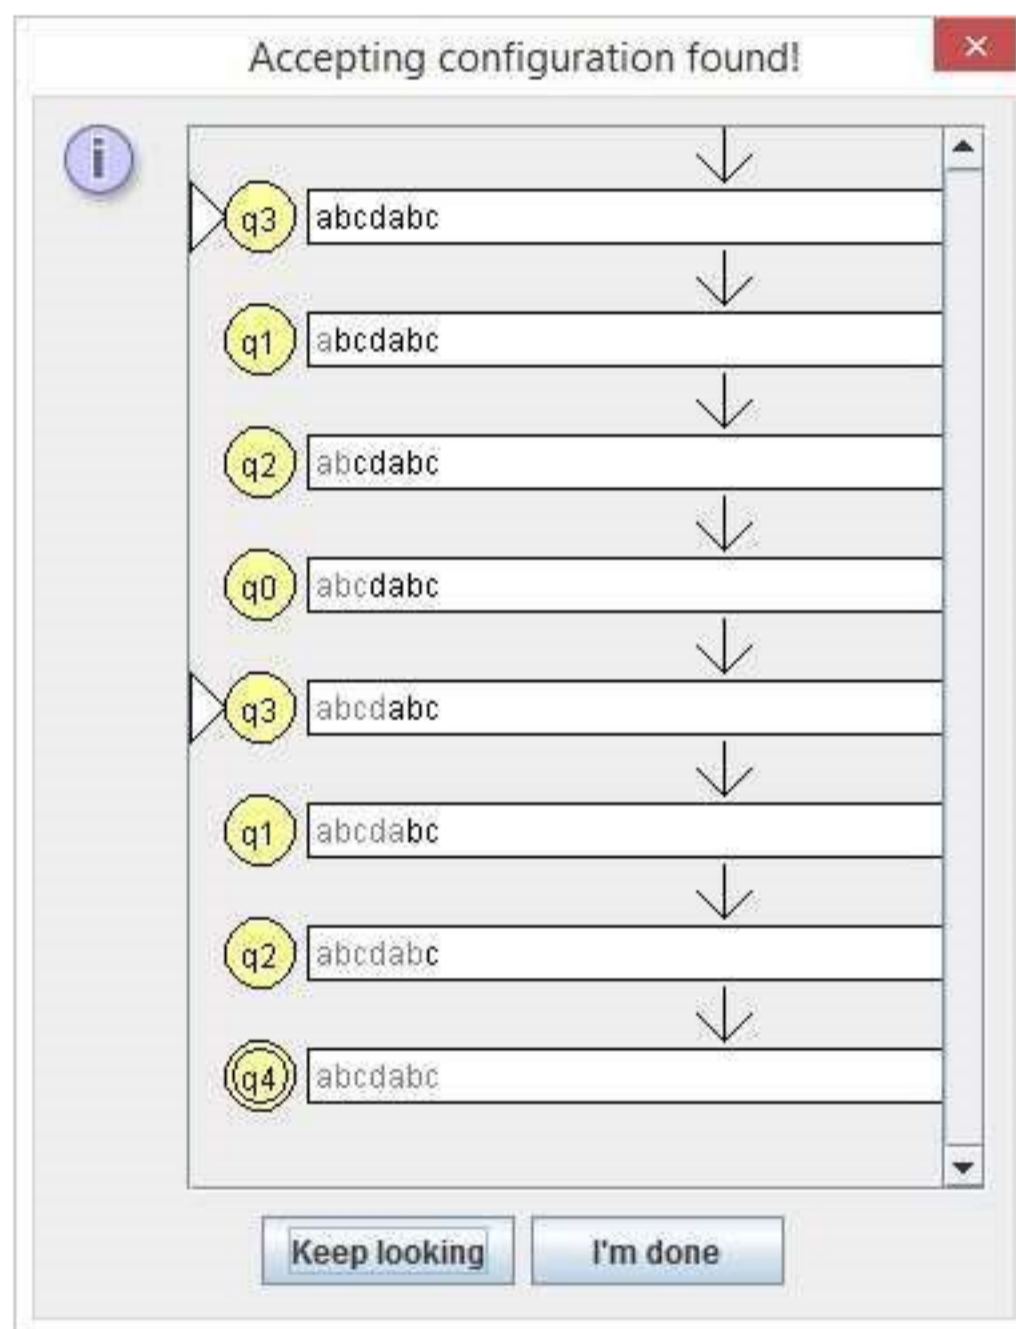 Accepting configuration found!
i
q3 abcdabc
q1 abcdabc
q2 abcdabc
q0 abcdabc
q3 abcdabc
q1 abcdabc
q2 abcdabc
q4 abcdabc
Keep looking I'm done